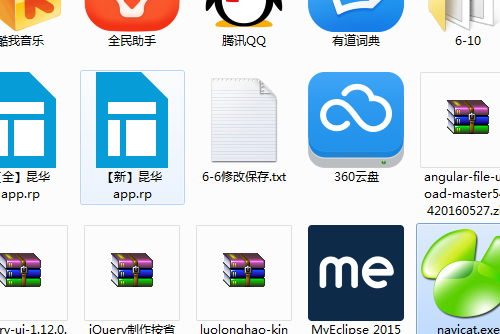 酷我音乐
全民助手
腾讯QQ
有道词典
6-10
【全】昆华
app.rp
【新】昆华
app.rp
6-6修改保存.txt
360云盘
angular-file-u
oad-master5
420160527.z
ry-ui-1.12.0.
jQuery制作按省
luolonghao-kin
me
MyEclipse 2015
navicat.exe